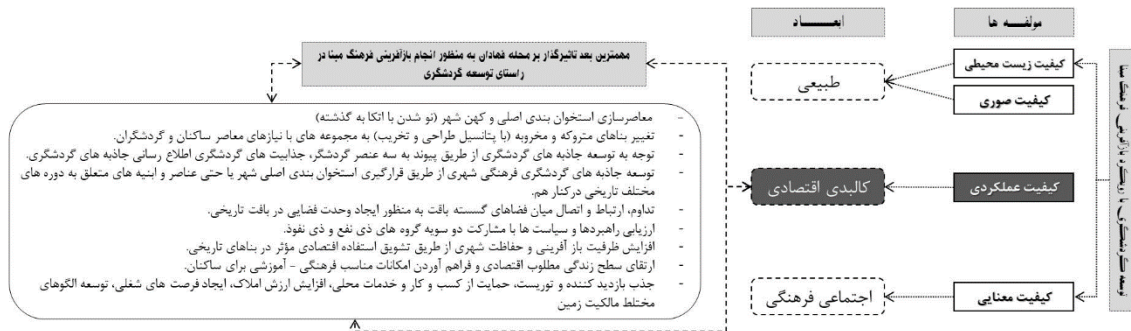 توسعه گردشگری با رویکرد بازآفرینی فرهنگ مبنا
مولفـــه ها
ابعـــــاد
کیفیت زیست محیطی
کیفیت صوری
کیفیت عملکردی
کیفیت معنایی
طبیعی
کالبدی اقتصادی
اجتماعی فرهنگی
مهمترین بعد تاثیرگذار بر محله فهادان به منظور انجام بازآفرینی فرهنگ مبنا در
راستای توسعه گردشگری
- معاصرسازی استخوان بندی اصلی و کهن شهر (نو شدن با اتکا به گذشته)
- تغییر بناهای متروکه و مخروبه (با پتانسیل طراحی و تخریب) به مجموعه های با نیازهای معاصر ساکنان و گردشگران.
- توجه به توسعه جاذبه های گردشگری از طریق پیوند به سه عنصر گردشگر، جذابیت های گردشگری اطلاع رسانی جاذبه های گردشگری.
- توسعه جاذبه های گردشگری فرهنگی شهری از طریق قرارگیری استخوان بندی اصلی شهر یا حتی عناصر و ابنیه های متعلق به دوره های
مختلف تاریخی درکنار هم.
- تداوم، ارتباط و اتصال میان فضاهای گسسته بافت به منظور ایجاد وحدت فضایی در بافت تاریخی.
- ارزیابی راهبردها و سیاست ها با مشارکت دو سویه گروه های ذی نفع و ذی نفوذ.
- افزایش ظرفیت باز آفرینی و حفاظت شهری از طریق تشویق استفاده اقتصادی مؤثر در بناهای تاریخی.
- ارتقای سطح زندگی مطلوب اقتصادی و فراهم آوردن امکانات مناسب فرهنگی – آموزشی برای ساکنان.
- جذب بازدید کننده و توریست، حمایت از کسب و کار و خدمات محلی، افزایش ارزش املاک، ایجاد فرصت های شغلی، توسعه الگوهای
مختلط مالکیت زمین